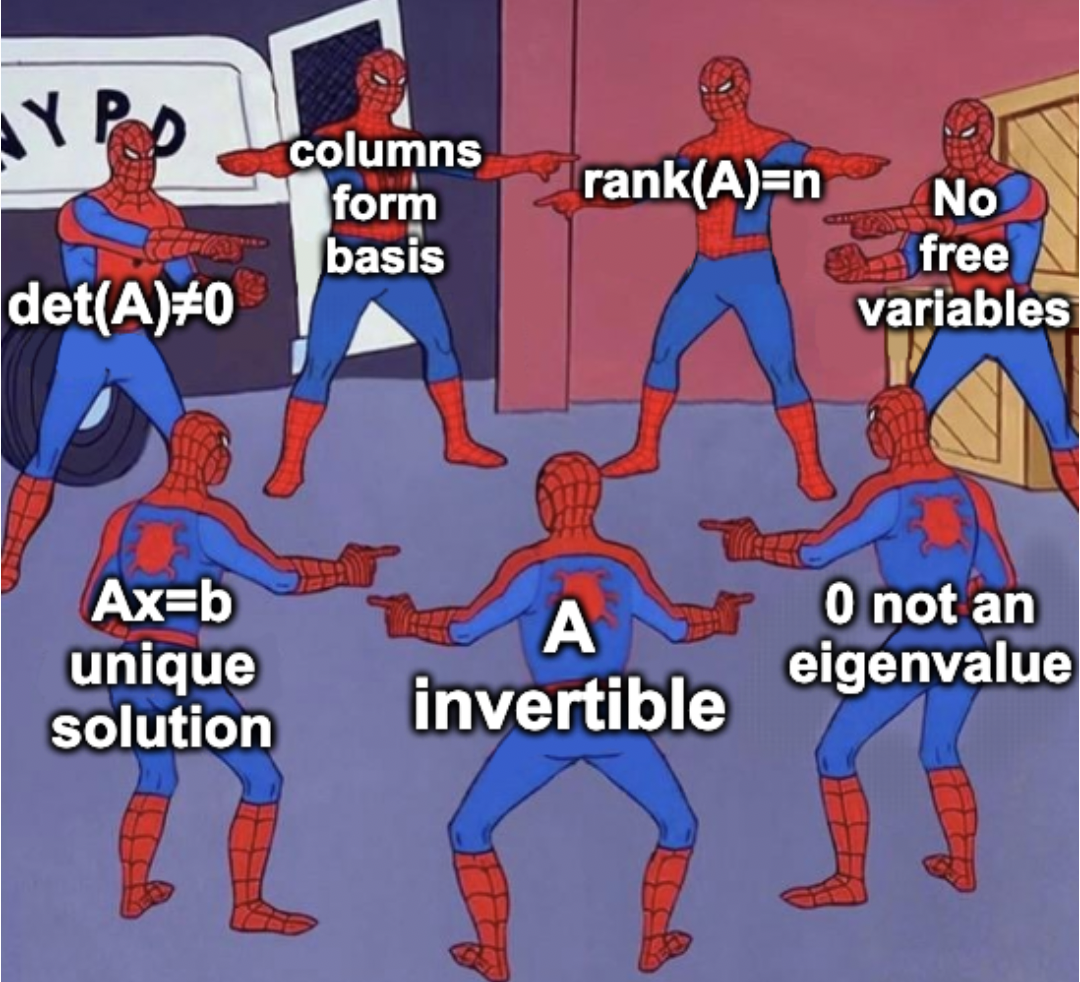 NYPD
columns
form
basis
rank(A)=n
No
free
variables
det(A)≠0
Ax=b
unique
solution
A
invertible
0 not an
eigenvalue